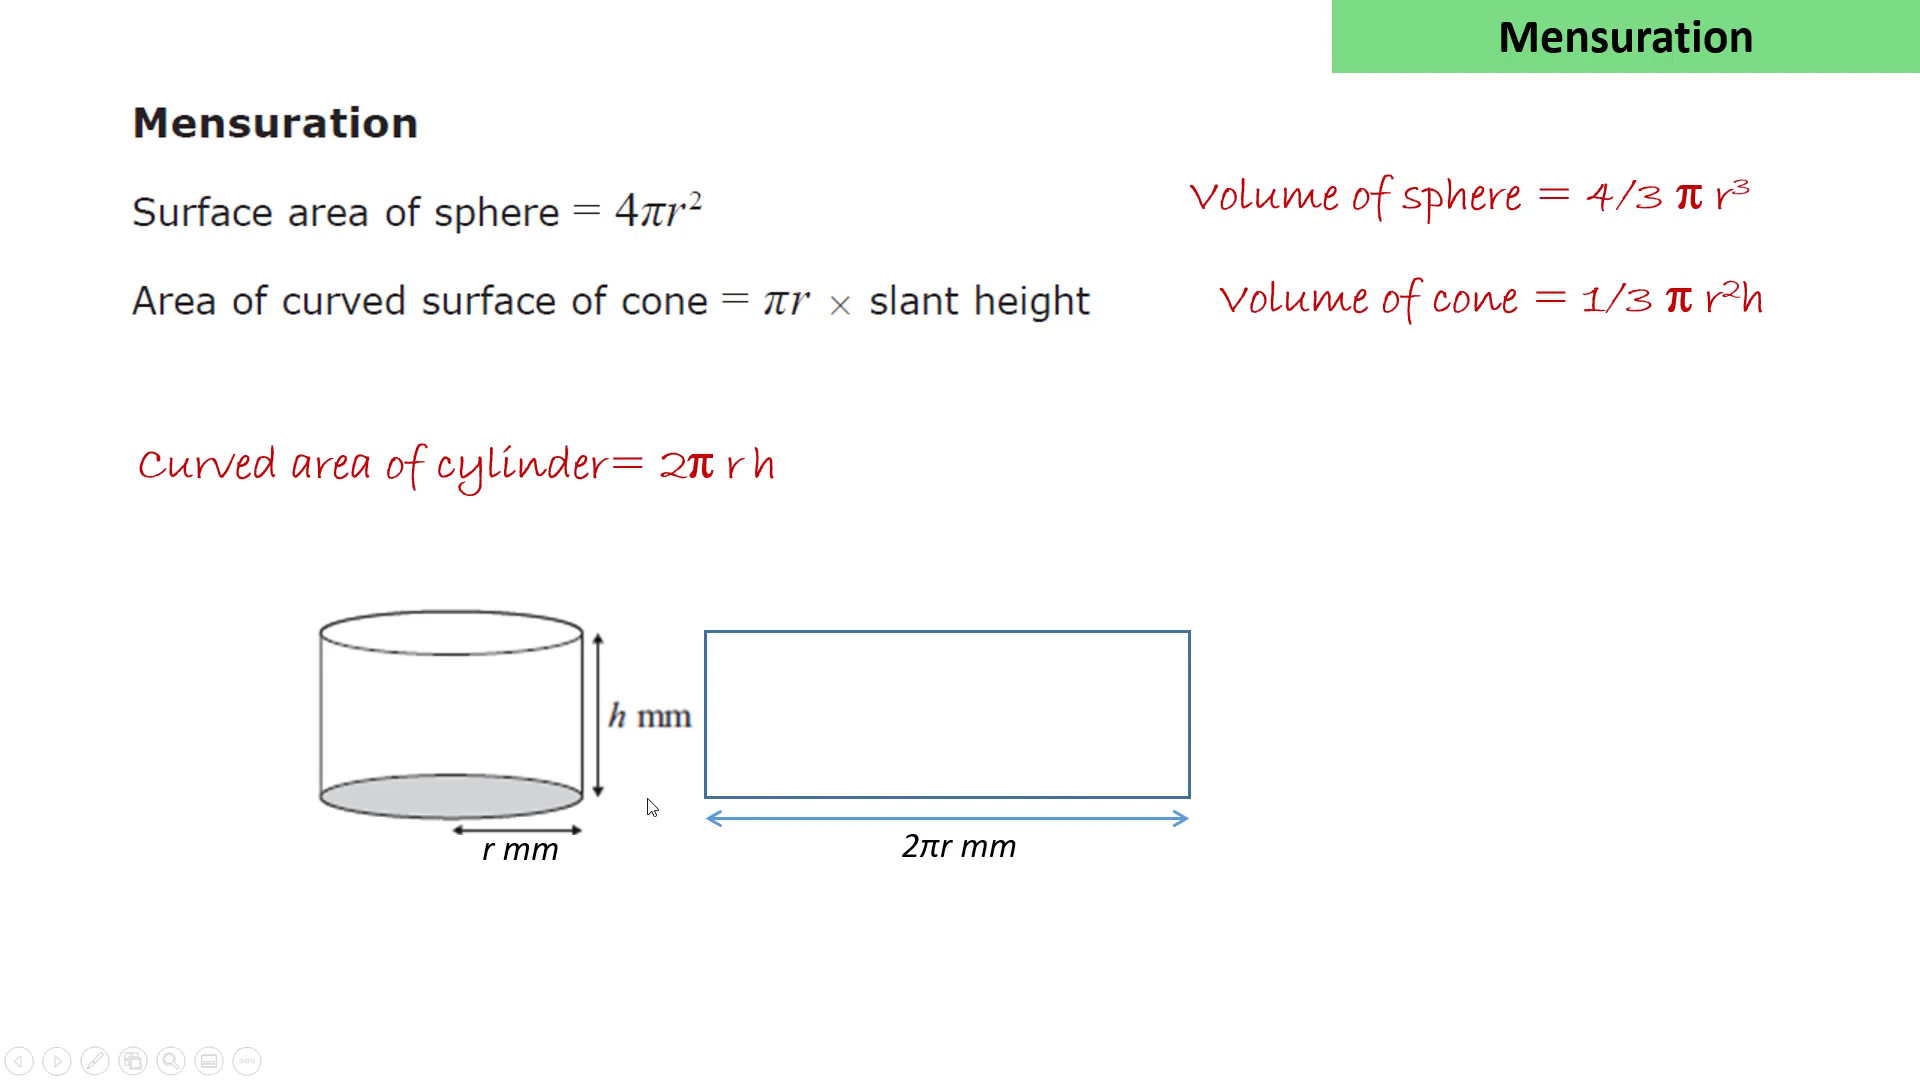 Mensuration
Mensuration
Surface area of sphere = 4πr²
Volume of sphere = 4/3 π r³
Area of curved surface of cone = πr × slant height
Volume of cone = 1/3 π r²h
Curved area of cylinder= 2π r h
h mm
r mm
2πr mm